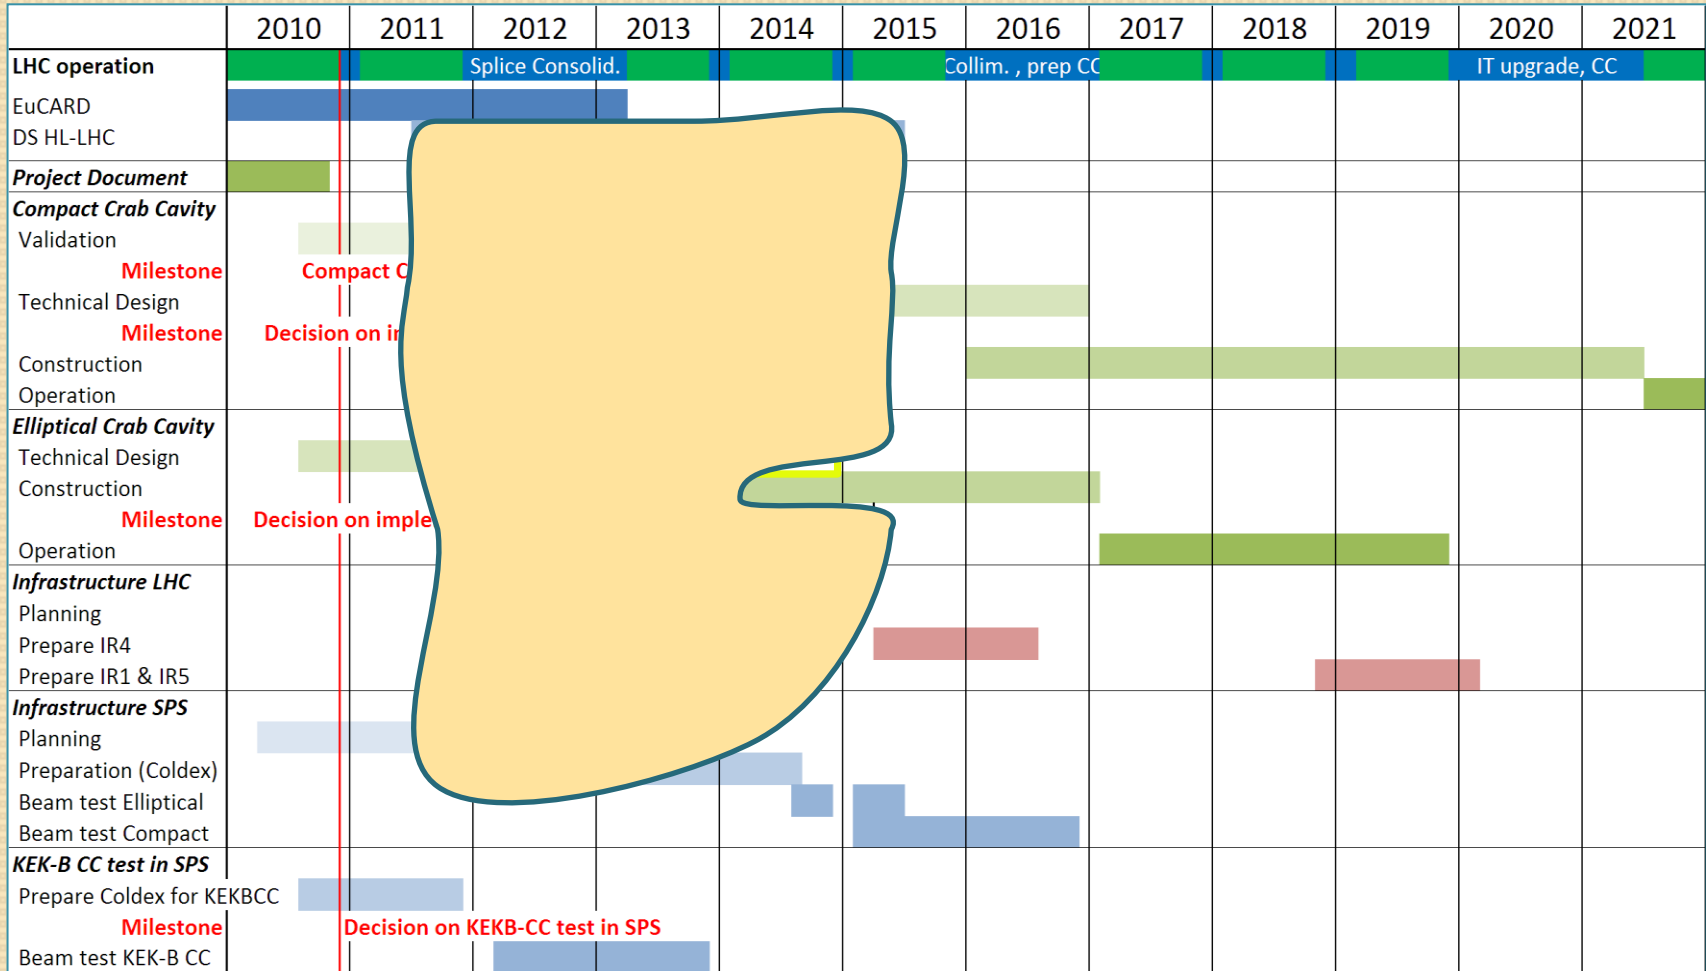 2010 2011 2012 2013 2014 2015 2016 2017 2018 2019 2020 2021
LHC operation Splice Consolid. Collim. , prep CC IT upgrade, CC
EuCARD
DS HL-LHC
Project Document
Compact Crab Cavity
Validation
Milestone Compact
Technical Design
Milestone Decision on
Construction
Operation
Elliptical Crab Cavity
Technical Design
Construction
Milestone Decision on
Operation
Infrastructure LHC
Planning
Prepare IR4
Prepare IR1 & IR5
Infrastructure SPS
Planning
Preparation (Coldex)
Beam test Elliptical
Beam test Compact
KEK-B CC test in SPS
Prepare Coldex for KEKBCC
Milestone Decision on KEKB-CC test in SPS
Beam test KEK-B CC